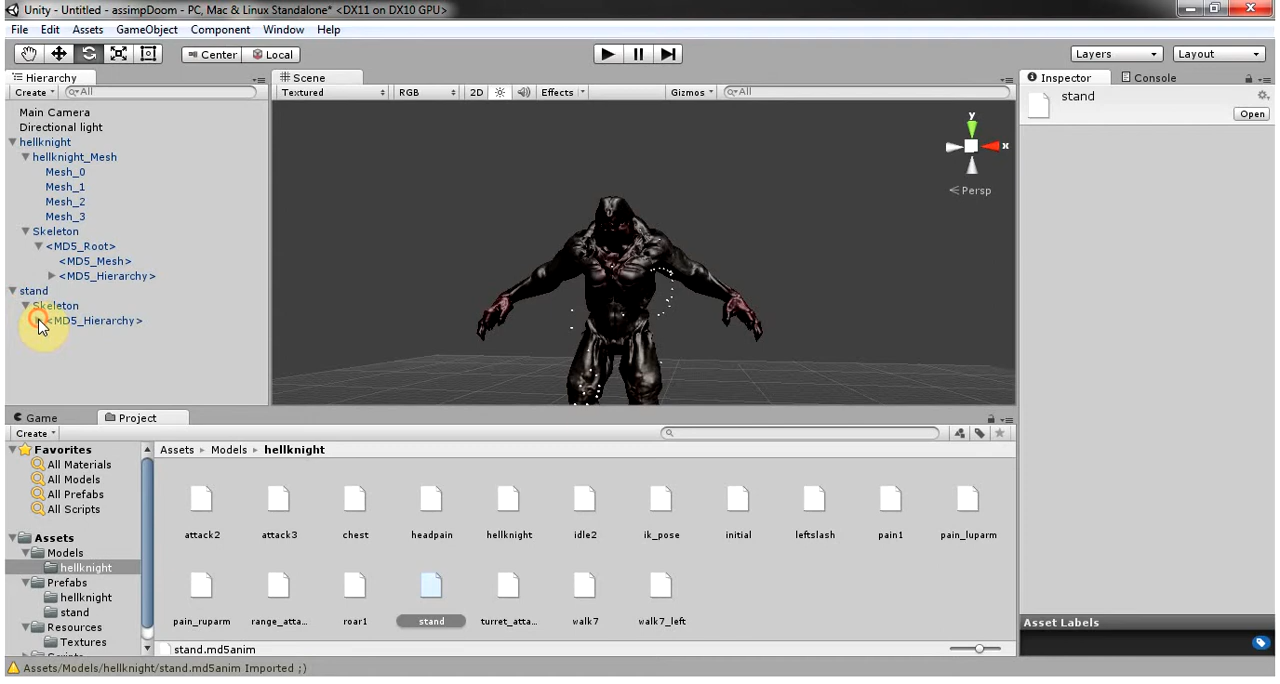 Unity - Untitled - assimpDoom - PC, Mac & Linux Standalone* <DX11 on DX10 GPU>
File Edit Assets GameObject Component Window Help
Center Local Layers Layout
Hierarchy
Create All
Main Camera
Directional light
hellknight
hellknight_Mesh
Mesh_0
Mesh_1
Mesh_2
Mesh_3
Skeleton
<MD5_Root>
<MD5_Mesh>
<MD5_Hierarchy>
stand
Skeleton
<MD5_Hierarchy>
Scene
Textured RGB 2D Effects Gizmos All
y
x
Persp
Inspector Console
stand
Open
Game Project
Create
Favorites
All Materials
All Models
All Prefabs
All Scripts
Assets
Models
hellknight
Prefabs
hellknight
stand
Resources
Textures
Assets Models hellknight
attack2 attack3 chest headpain hellknight idle2 ik_pose initial leftslash pain1 pain_luparm
pain_ruparm range_atta... roar1 stand turret_atta... walk7 walk7_left
stand.md5anim
Asset Labels
Assets/Models/hellknight/stand.md5anim Imported ;)